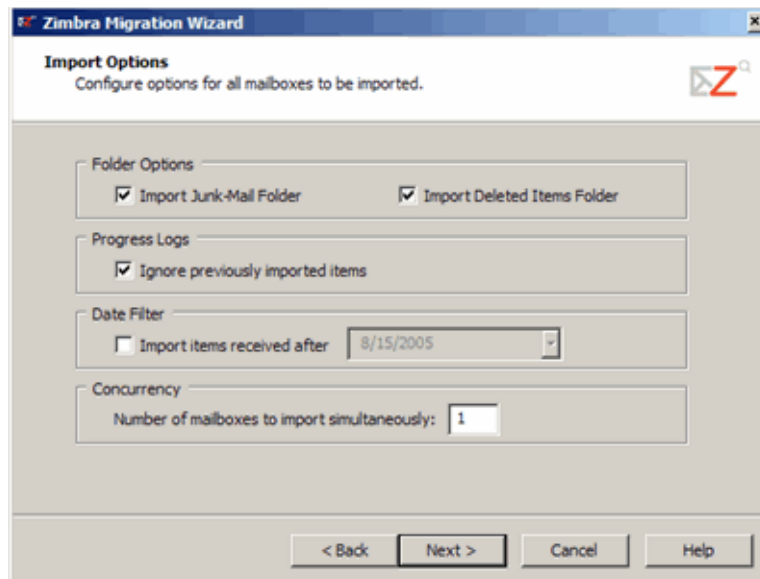 Zimbra Migration Wizard
Import Options
Configure options for all mailboxes to be imported.
Folder Options
Import Junk-Mail Folder Import Deleted Items Folder
Progress Logs
Ignore previously imported items
Date Filter
Import items received after 8/15/2005
Concurrency
Number of mailboxes to import simultaneously: 1
< Back Next > Cancel Help